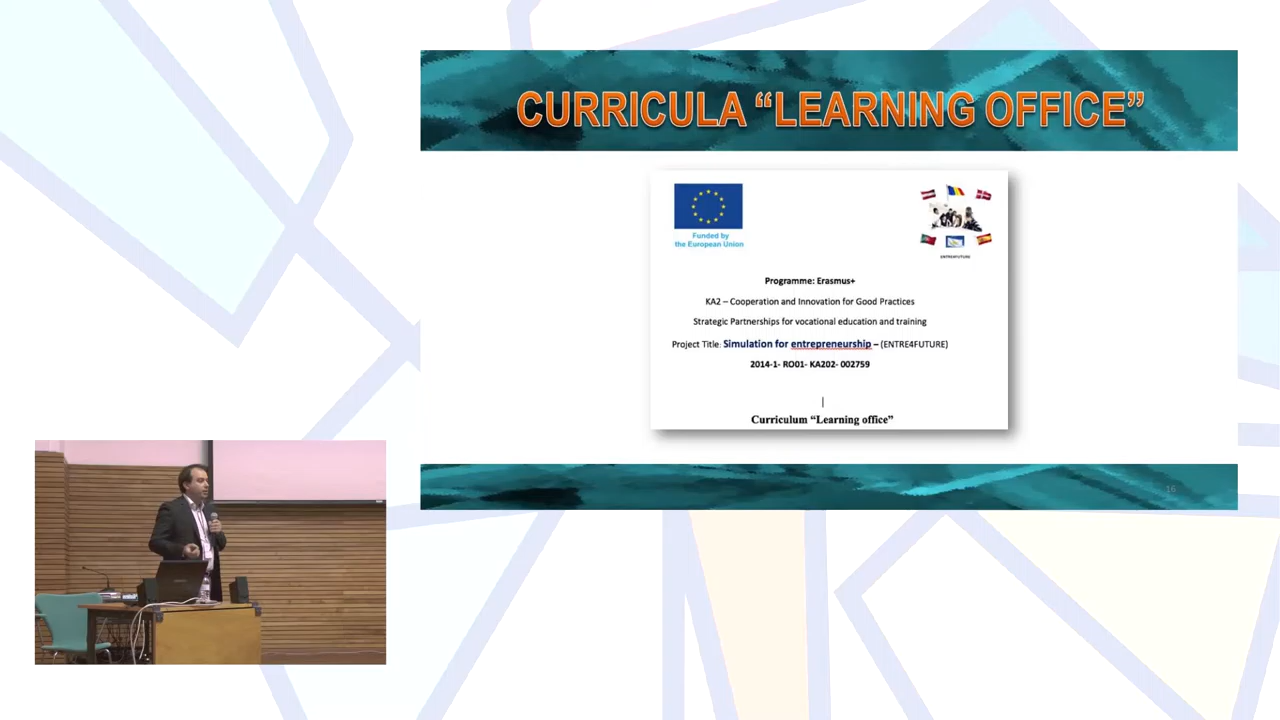 CURRICULA “LEARNING OFFICE”
Funded by
the European Union
ENTRE4FUTURE
Programme: Erasmus+
KA2 – Cooperation and Innovation for Good Practices
Strategic Partnerships for vocational education and training
Project Title: Simulation for entrepreneurship – (ENTRE4FUTURE)
2014-1- RO01- KA202- 002759
Curriculum “Learning office”
16